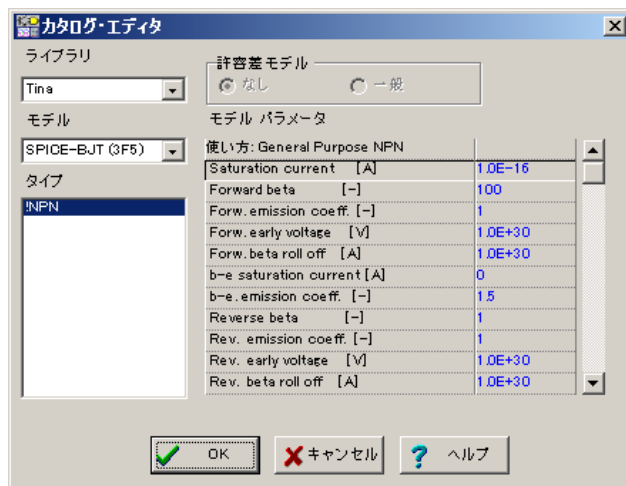 カタログ・エディタ
ライブラリ
Tina
モデル
SPICE-BJT (3F5)
タイプ
!NPN
許容差モデル
なし
一般
モデル パラメータ
使い方: General Purpose NPN
Saturation current [A] 1.0E-16
Forward beta [-] 100
Forw. emission coeff. [-] 1
Forw. early voltage [V] 1.0E+30
Forw. beta roll off [A] 1.0E+30
b-e saturation current [A] 0
b-e. emission coeff. [-] 1.5
Reverse beta [-] 1
Rev. emission coeff. [-] 1
Rev. early voltage [V] 1.0E+30
Rev. beta roll off [A] 1.0E+30
OK
キャンセル
ヘルプ